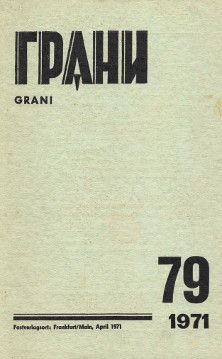 ГРАНИ
GRANI
79
1971
Postverlagsort: Frankfurt/Main, April 1971